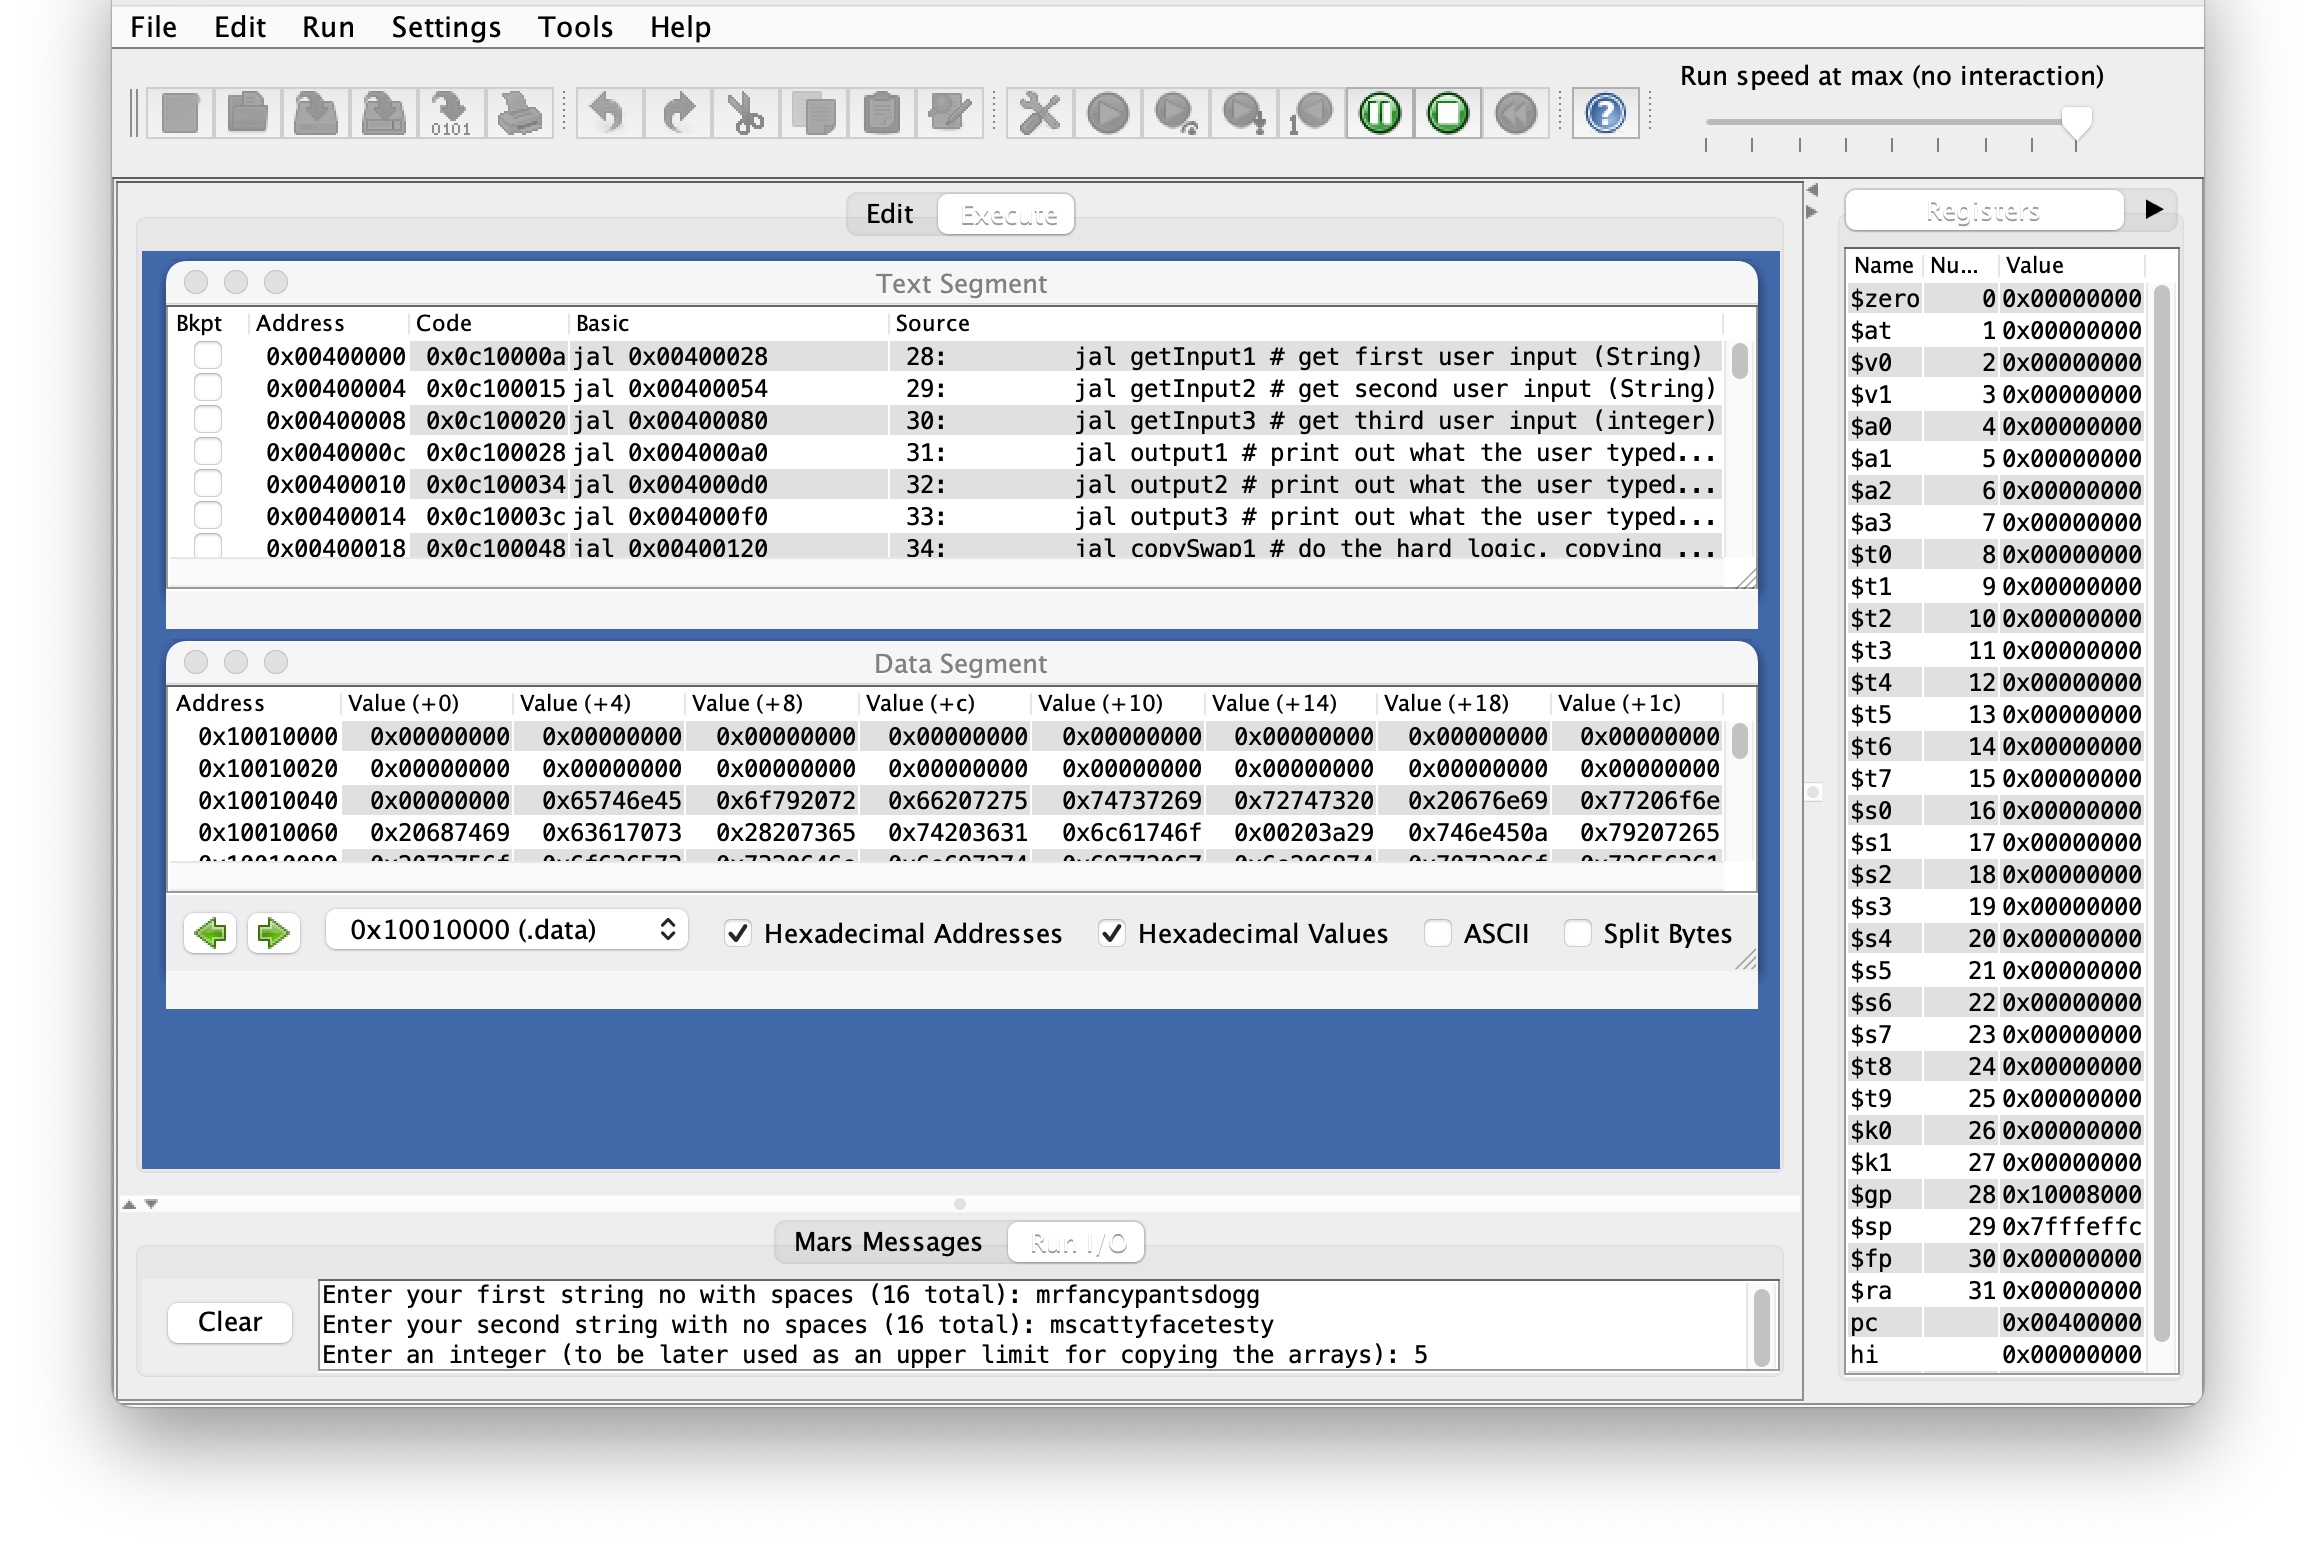 File Edit Run Settings Tools Help
Run speed at max (no interaction)
0101
1
?
Edit Execute
Registers
Text Segment
Bkpt Address Code Basic Source
0x00400000 0x0c10000a jal 0x00400028 28: jal getInput1 # get first user input (String)
0x00400004 0x0c100015 jal 0x00400054 29: jal getInput2 # get second user input (String)
0x00400008 0x0c100020 jal 0x00400080 30: jal getInput3 # get third user input (integer)
0x0040000c 0x0c100028 jal 0x004000a0 31: jal output1 # print out what the user typed...
0x00400010 0x0c100034 jal 0x004000d0 32: jal output2 # print out what the user typed...
0x00400014 0x0c10003c jal 0x004000f0 33: jal output3 # print out what the user typed...
0x00400018 0x0c100048 jal 0x00400120 34: jal copySwap1 # do the hard logic, copying ...
Data Segment
Address Value (+0) Value (+4) Value (+8) Value (+c) Value (+10) Value (+14) Value (+18) Value (+1c)
0x10010000 0x00000000 0x00000000 0x00000000 0x00000000 0x00000000 0x00000000 0x00000000 0x00000000
0x10010020 0x00000000 0x00000000 0x00000000 0x00000000 0x00000000 0x00000000 0x00000000 0x00000000
0x10010040 0x00000000 0x65746e45 0x6f792072 0x66207275 0x74737269 0x72747320 0x20676e69 0x77206f6e
0x10010060 0x20687469 0x63617073 0x28207365 0x74203631 0x6c61746f 0x00203a29 0x746e450a 0x79207265
0x10010000 (.data) Hexadecimal Addresses Hexadecimal Values ASCII Split Bytes
Mars Messages Run I/O
Clear
Enter your first string no with spaces (16 total): mrfancypantsdogg
Enter your second string with no spaces (16 total): mscattyfacetesty
Enter an integer (to be later used as an upper limit for copying the arrays): 5
Name Nu... Value
$zero 0 0x00000000
$at 1 0x00000000
$v0 2 0x00000000
$v1 3 0x00000000
$a0 4 0x00000000
$a1 5 0x00000000
$a2 6 0x00000000
$a3 7 0x00000000
$t0 8 0x00000000
$t1 9 0x00000000
$t2 10 0x00000000
$t3 11 0x00000000
$t4 12 0x00000000
$t5 13 0x00000000
$t6 14 0x00000000
$t7 15 0x00000000
$s0 16 0x00000000
$s1 17 0x00000000
$s2 18 0x00000000
$s3 19 0x00000000
$s4 20 0x00000000
$s5 21 0x00000000
$s6 22 0x00000000
$s7 23 0x00000000
$t8 24 0x00000000
$t9 25 0x00000000
$k0 26 0x00000000
$k1 27 0x00000000
$gp 28 0x10008000
$sp 29 0x7fffeffc
$fp 30 0x00000000
$ra 31 0x00000000
pc 0x00400000
hi 0x00000000